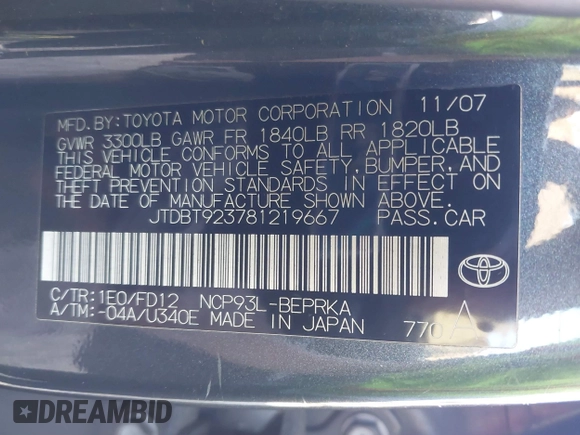 MFD.BY:TOYOTA MOTOR CORPORATION 11/07
GVWR 3300LB GAWR FR 1840LB RR 1820LB
THIS VEHICLE CONFORMS TO ALL APPLICABLE
FEDERAL MOTOR VEHICLE SAFETY,BUMPER,AND
THEFT PREVENTION STANDARDS IN EFFECT ON
THE DATE OF MANUFACTURE SHOWN ABOVE.
JTDBT923781219667 PASS.CAR
C/TR:1E0/FD12 NCP93L-BEPRKA
A/TM:-04A/U340E MADE IN JAPAN 770 A
DREAMBID